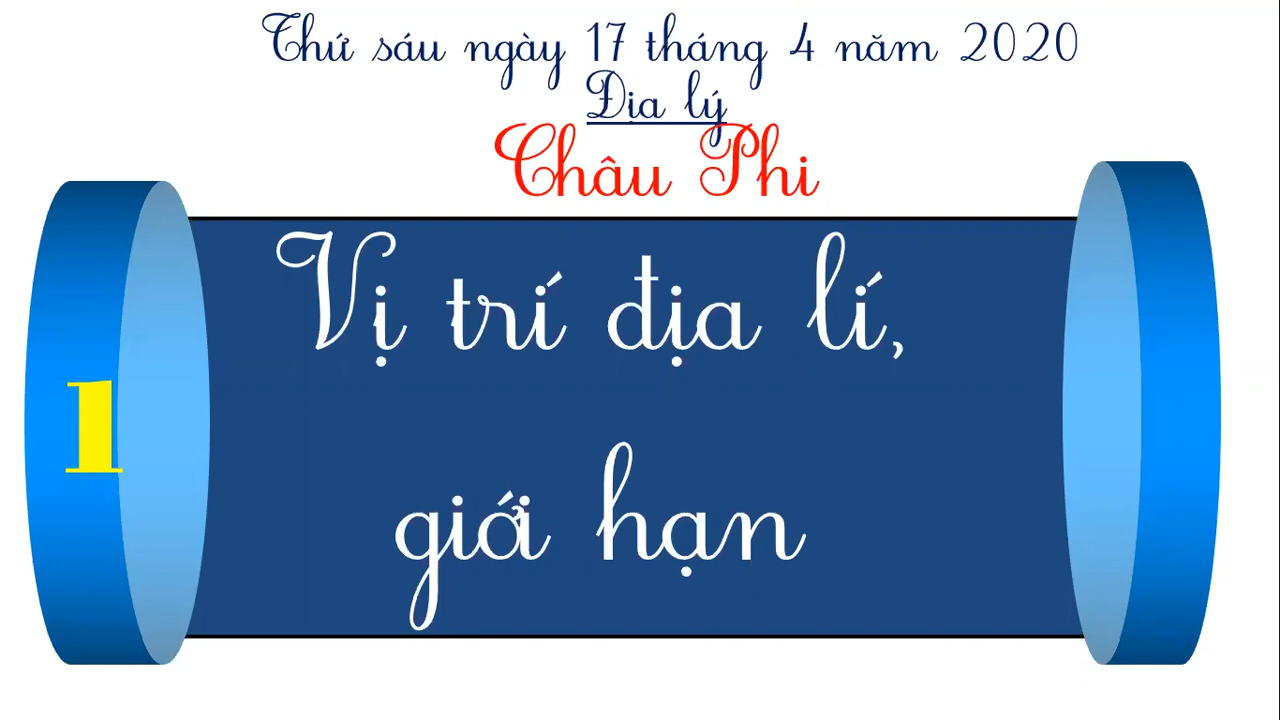 Thứ sáu ngày 17 tháng 4 năm 2020
Địa lý
Châu Phi
Vị trí địa lí,
1
giới hạn